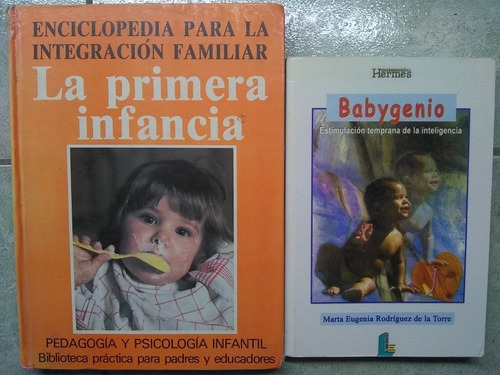 ENCICLOPEDIA PARA LA
INTEGRACIÓN FAMILIAR
La primera
infancia
PEDAGOGÍA Y PSICOLOGÍA INFANTIL
Biblioteca práctica para padres y educadores
Hermes
Babygenio
Estimulación temprana de la inteligencia
Marta Eugenia Rodríguez de la Torre